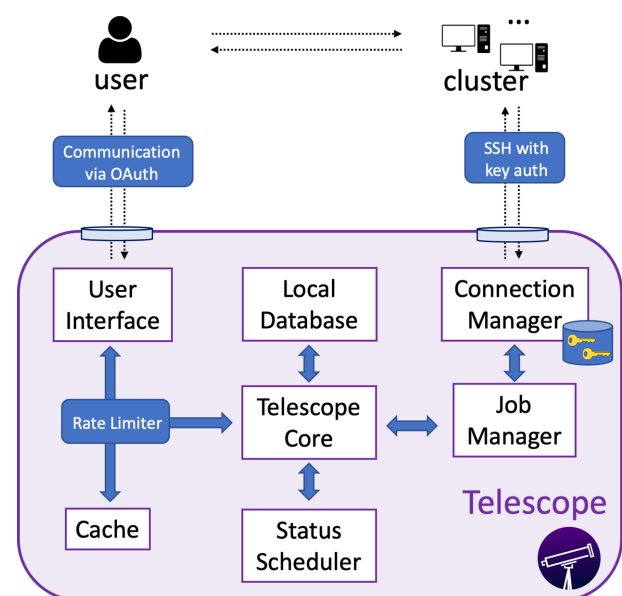 user
cluster
Communication
via OAuth
SSH with
key auth
User
Interface
Local
Database
Connection
Manager
Rate Limiter
Telescope
Core
Job
Manager
Cache
Status
Scheduler
Telescope